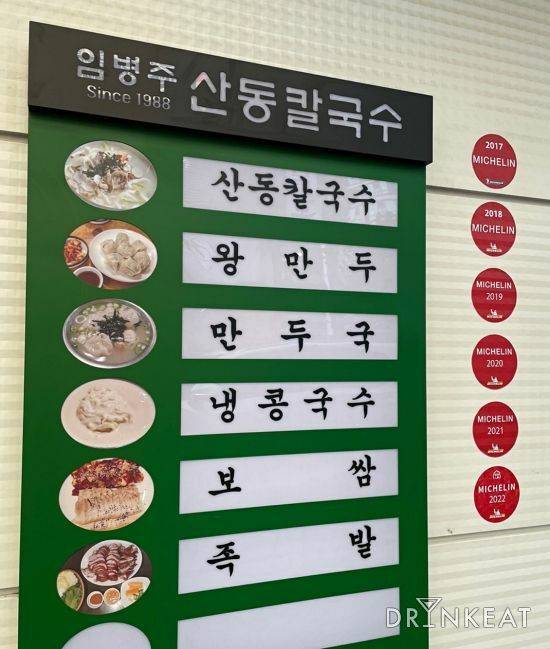 임병주
Since 1988
산동칼국수
산동칼국수
왕만두
만두국
냉콩국수
보쌈
족발
2017
MICHELIN
2018
MICHELIN
MICHELIN
2019
MICHELIN
2020
MICHELIN
2021
MICHELIN
2022
DRINKEAT